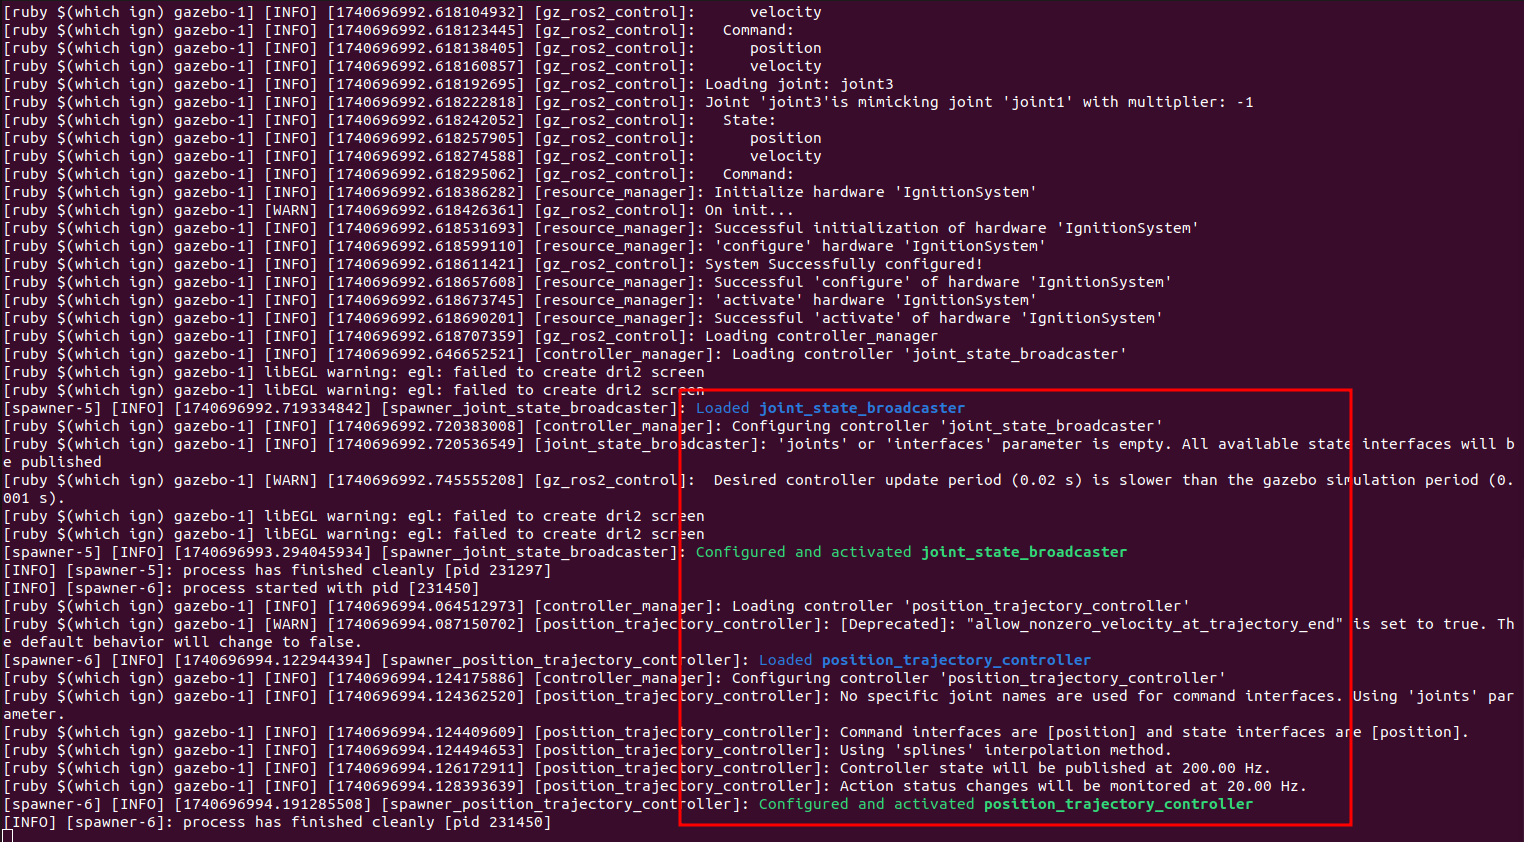 [ruby $(which ign) gazebo-1] [INFO] [1740696992.618104932] [gz_ros2_control]:      velocity
[ruby $(which ign) gazebo-1] [INFO] [1740696992.618123445] [gz_ros2_control]:   Command:
[ruby $(which ign) gazebo-1] [INFO] [1740696992.618138405] [gz_ros2_control]:      position
[ruby $(which ign) gazebo-1] [INFO] [1740696992.618160857] [gz_ros2_control]:      velocity
[ruby $(which ign) gazebo-1] [INFO] [1740696992.618192695] [gz_ros2_control]: Loading joint: joint3
[ruby $(which ign) gazebo-1] [INFO] [1740696992.618222818] [gz_ros2_control]: Joint 'joint3'is mimicking joint 'joint1' with multiplier: -1
[ruby $(which ign) gazebo-1] [INFO] [1740696992.618242052] [gz_ros2_control]:   State:
[ruby $(which ign) gazebo-1] [INFO] [1740696992.618257905] [gz_ros2_control]:      position
[ruby $(which ign) gazebo-1] [INFO] [1740696992.618274588] [gz_ros2_control]:      velocity
[ruby $(which ign) gazebo-1] [INFO] [1740696992.618295062] [gz_ros2_control]:   Command:
[ruby $(which ign) gazebo-1] [INFO] [1740696992.618386282] [resource_manager]: Initialize hardware 'IgnitionSystem'
[ruby $(which ign) gazebo-1] [WARN] [1740696992.618426361] [gz_ros2_control]: On init...
[ruby $(which ign) gazebo-1] [INFO] [1740696992.618531693] [resource_manager]: Successful initialization of hardware 'IgnitionSystem'
[ruby $(which ign) gazebo-1] [INFO] [1740696992.618599110] [resource_manager]: 'configure' hardware 'IgnitionSystem'
[ruby $(which ign) gazebo-1] [INFO] [1740696992.618611421] [gz_ros2_control]: System Successfully configured!
[ruby $(which ign) gazebo-1] [INFO] [1740696992.618657608] [resource_manager]: Successful 'configure' of hardware 'IgnitionSystem'
[ruby $(which ign) gazebo-1] [INFO] [1740696992.618673745] [resource_manager]: 'activate' hardware 'IgnitionSystem'
[ruby $(which ign) gazebo-1] [INFO] [1740696992.618690201] [resource_manager]: Successful 'activate' of hardware 'IgnitionSystem'
[ruby $(which ign) gazebo-1] [INFO] [1740696992.618707359] [gz_ros2_control]: Loading controller_manager
[ruby $(which ign) gazebo-1] [INFO] [1740696992.646652521] [controller_manager]: Loading controller 'joint_state_broadcaster'
[ruby $(which ign) gazebo-1] libEGL warning: egl: failed to create dri2 screen
[ruby $(which ign) gazebo-1] libEGL warning: egl: failed to create dri2 screen
[spawner-5] [INFO] [1740696992.719334842] [spawner_joint_state_broadcaster]: Loaded joint_state_broadcaster
[ruby $(which ign) gazebo-1] [INFO] [1740696992.720383008] [controller_manager]: Configuring controller 'joint_state_broadcaster'
[ruby $(which ign) gazebo-1] [INFO] [1740696992.720536549] [joint_state_broadcaster]: 'joints' or 'interfaces' parameter is empty. All available state interfaces will b
e published
[ruby $(which ign) gazebo-1] [WARN] [1740696992.745555208] [gz_ros2_control]:  Desired controller update period (0.02 s) is slower than the gazebo simulation period (0.
001 s).
[ruby $(which ign) gazebo-1] libEGL warning: egl: failed to create dri2 screen
[ruby $(which ign) gazebo-1] libEGL warning: egl: failed to create dri2 screen
[spawner-5] [INFO] [1740696993.294045934] [spawner_joint_state_broadcaster]: Configured and activated joint_state_broadcaster
[INFO] [spawner-5]: process has finished cleanly [pid 231297]
[INFO] [spawner-6]: process started with pid [231450]
[ruby $(which ign) gazebo-1] [INFO] [1740696994.064512973] [controller_manager]: Loading controller 'position_trajectory_controller'
[ruby $(which ign) gazebo-1] [WARN] [1740696994.087150702] [position_trajectory_controller]: [Deprecated]: "allow_nonzero_velocity_at_trajectory_end" is set to true. Th
e default behavior will change to false.
[spawner-6] [INFO] [1740696994.122944394] [spawner_position_trajectory_controller]: Loaded position_trajectory_controller
[ruby $(which ign) gazebo-1] [INFO] [1740696994.124175886] [controller_manager]: Configuring controller 'position_trajectory_controller'
[ruby $(which ign) gazebo-1] [INFO] [1740696994.124362520] [position_trajectory_controller]: No specific joint names are used for command interfaces. Using 'joints' par
ameter.
[ruby $(which ign) gazebo-1] [INFO] [1740696994.124409609] [position_trajectory_controller]: Command interfaces are [position] and state interfaces are [position].
[ruby $(which ign) gazebo-1] [INFO] [1740696994.124494653] [position_trajectory_controller]: Using 'splines' interpolation method.
[ruby $(which ign) gazebo-1] [INFO] [1740696994.126172911] [position_trajectory_controller]: Controller state will be published at 200.00 Hz.
[ruby $(which ign) gazebo-1] [INFO] [1740696994.128393639] [position_trajectory_controller]: Action status changes will be monitored at 20.00 Hz.
[spawner-6] [INFO] [1740696994.191285508] [spawner_position_trajectory_controller]: Configured and activated position_trajectory_controller
[INFO] [spawner-6]: process has finished cleanly [pid 231450]